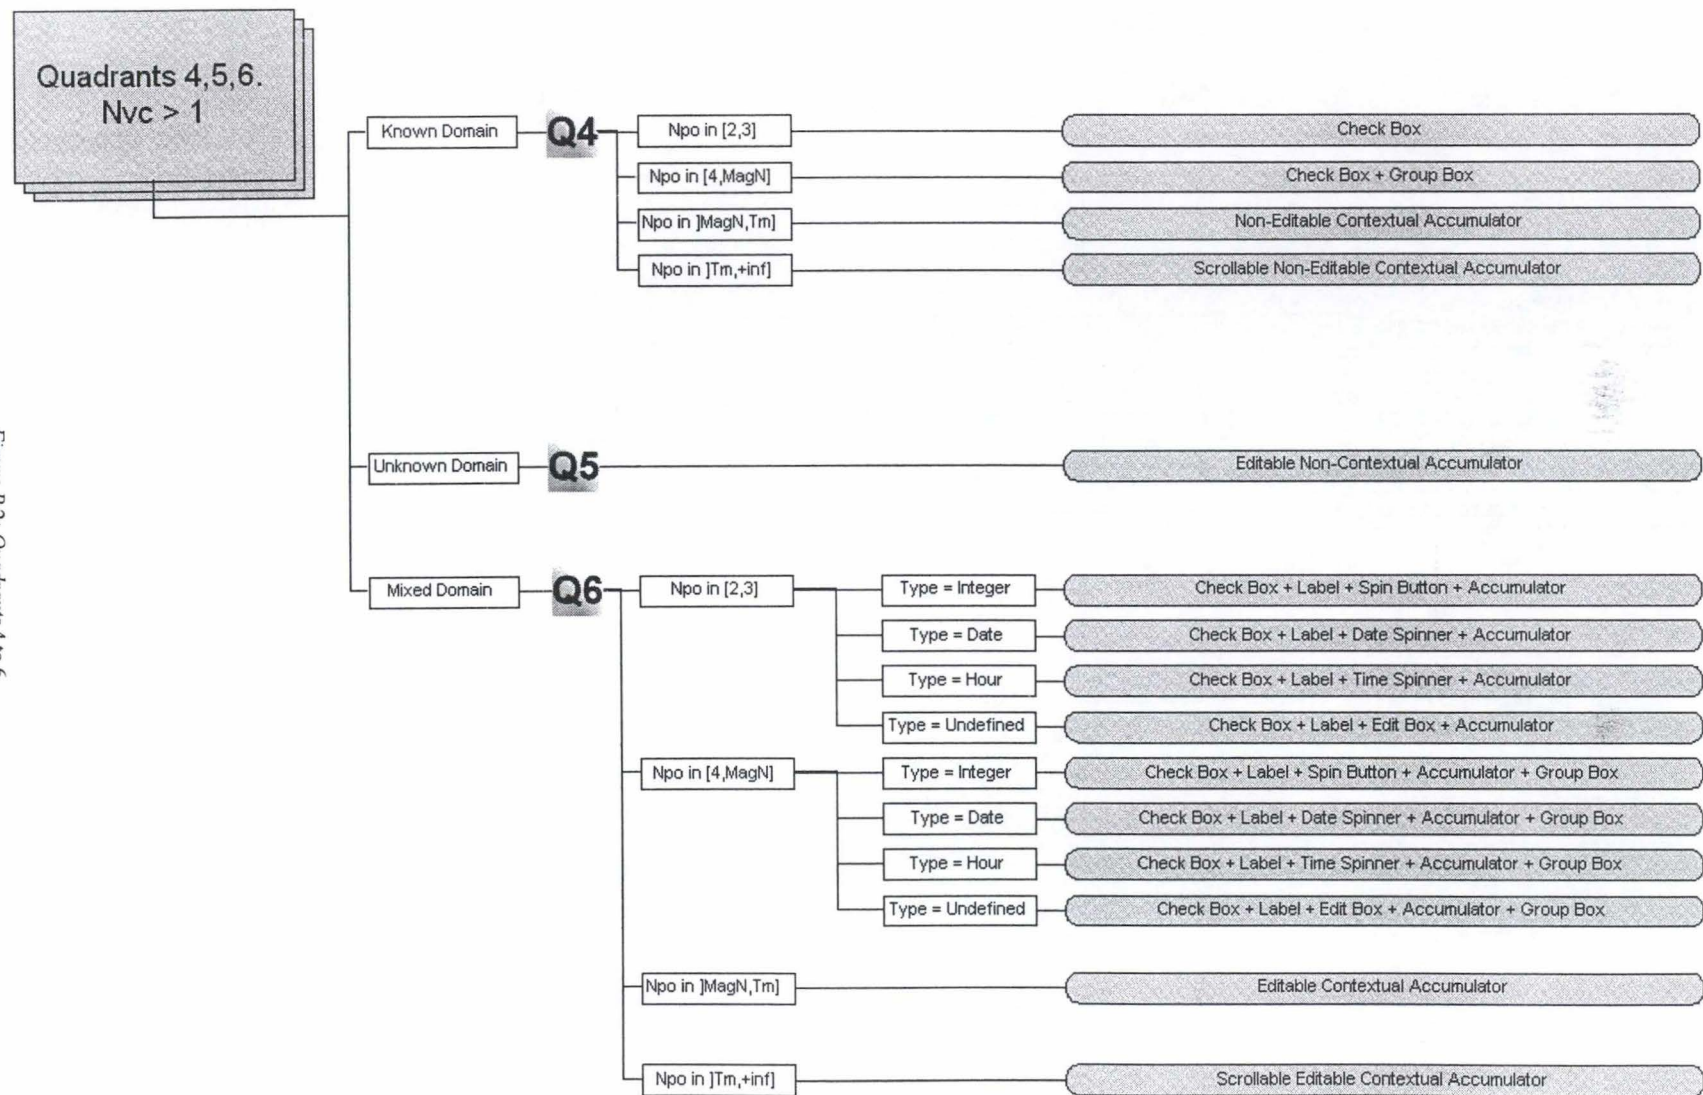 Quadrants 4,5,6.
Nvc > 1
Known Domain
Q4
Npo in [2,3]
Check Box
Npo in [4,MagN]
Check Box + Group Box
Npo in ]MagN,Tm]
Non-Editable Contextual Accumulator
Npo in ]Tm,+inf]
Scrollable Non-Editable Contextual Accumulator
Unknown Domain
Q5
Editable Non-Contextual Accumulator
Mixed Domain
Q6
Npo in [2,3]
Type = Integer
Check Box + Label + Spin Button + Accumulator
Type = Date
Check Box + Label + Date Spinner + Accumulator
Type = Hour
Check Box + Label + Time Spinner + Accumulator
Type = Undefined
Check Box + Label + Edit Box + Accumulator
Npo in [4,MagN]
Type = Integer
Check Box + Label + Spin Button + Accumulator + Group Box
Type = Date
Check Box + Label + Date Spinner + Accumulator + Group Box
Type = Hour
Check Box + Label + Time Spinner + Accumulator + Group Box
Type = Undefined
Check Box + Label + Edit Box + Accumulator + Group Box
Npo in ]MagN,Tm]
Editable Contextual Accumulator
Npo in ]Tm,+inf]
Scrollable Editable Contextual Accumulator